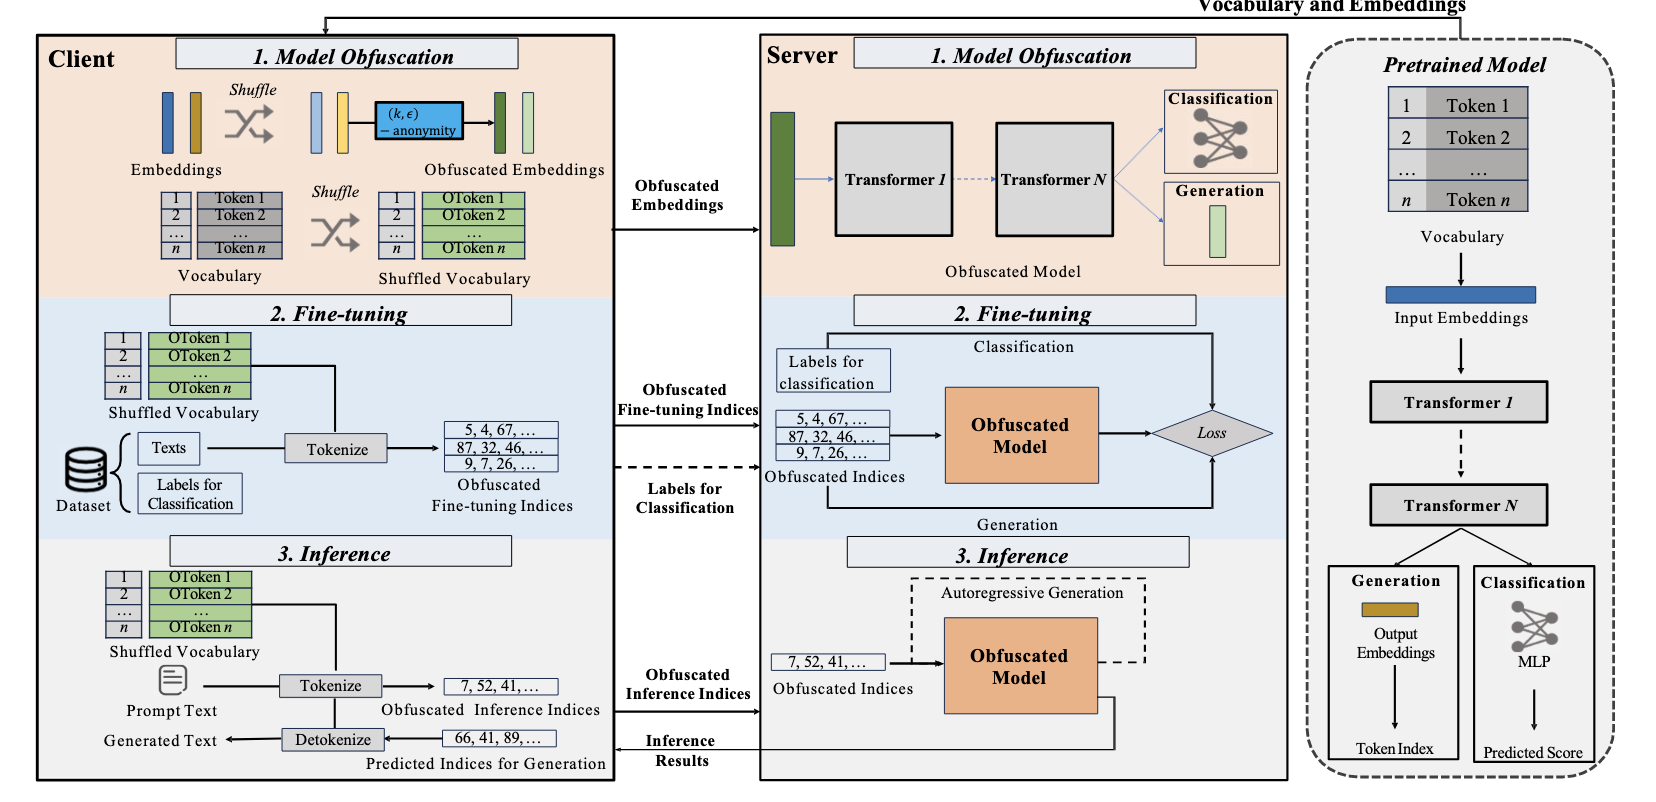 Vocabulary and Embeddings
Client
1. Model Obfuscation
Shuffle
(k, ϵ)
− anonymity
Embeddings
Obfuscated Embeddings
Shuffle
1 Token 1
2 Token 2
... ...
n Token n
Vocabulary
1 OToken 1
2 OToken 2
... ...
n OToken n
Shuffled Vocabulary
2. Fine-tuning
1 OToken 1
2 OToken 2
... ...
n OToken n
Shuffled Vocabulary
Dataset
Texts
Labels for
Classification
Tokenize
5, 4, 67, ...
87, 32, 46, ...
9, 7, 26, ...
Obfuscated
Fine-tuning Indices
3. Inference
1 OToken 1
2 OToken 2
... ...
n OToken n
Shuffled Vocabulary
Prompt Text
Tokenize
7, 52, 41, ...
Obfuscated Inference Indices
Generated Text
Detokenize
66, 41, 89, ...
Predicted Indices for Generation
Obfuscated
Embeddings
Obfuscated
Fine-tuning Indices
Labels for
Classification
Obfuscated
Inference Indices
Inference
Results
Server
1. Model Obfuscation
Transformer 1
Transformer N
Classification
Generation
Obfuscated Model
2. Fine-tuning
Classification
Labels for
classification
5, 4, 67, ...
87, 32, 46, ...
9, 7, 26, ...
Obfuscated Indices
Obfuscated
Model
Loss
Generation
3. Inference
Autoregressive Generation
7, 52, 41, ...
Obfuscated Indices
Obfuscated
Model
Pretrained Model
1 Token 1
2 Token 2
... ...
n Token n
Vocabulary
Input Embeddings
Transformer 1
Transformer N
Generation
Output
Embeddings
Token Index
Classification
MLP
Predicted Score